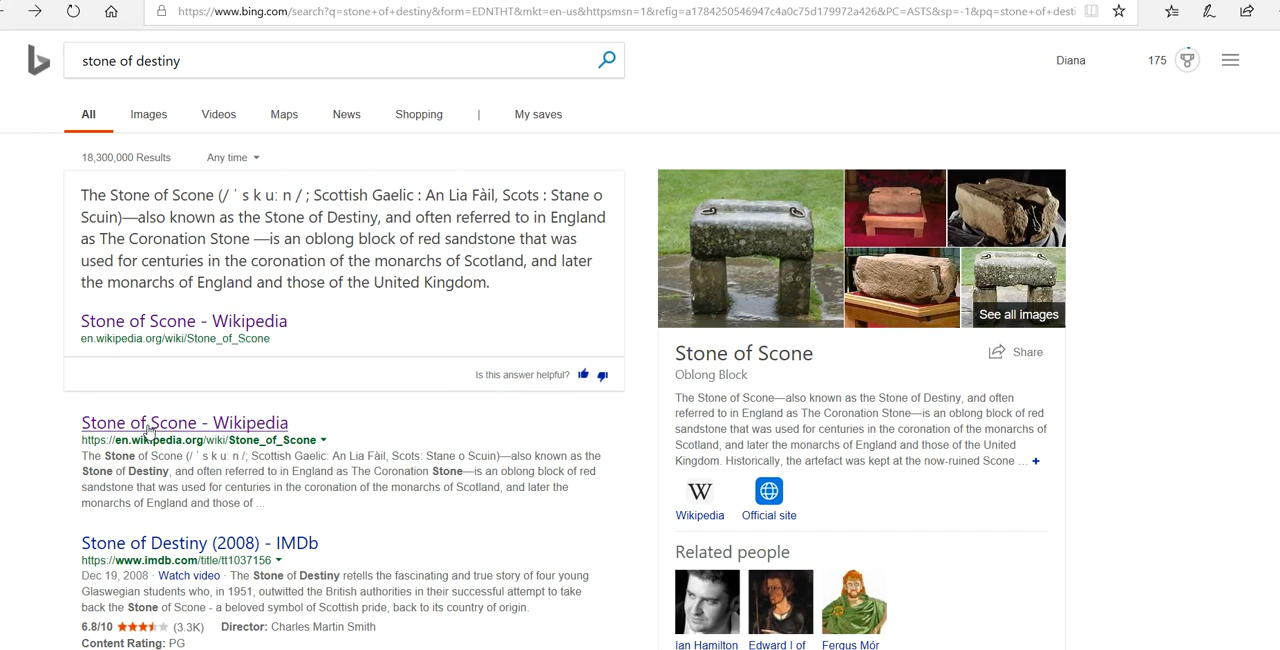 https://www.bing.com/search?q=stone+of+destiny&form=EDNTHT&mkt=en-us&httpsmsn=1&refig=a1784250546947c4a0c75d179972a426&PC=ASTS&sp=-1&pq=stone+of+desti
stone of destiny
Diana 175
All Images Videos Maps News Shopping | My saves
18,300,000 Results Any time
The Stone of Scone (/ ˈ s k uː n / ; Scottish Gaelic : An Lia Fàil, Scots : Stane o
Scuin)—also known as the Stone of Destiny, and often referred to in England
as The Coronation Stone —is an oblong block of red sandstone that was
used for centuries in the coronation of the monarchs of Scotland, and later
the monarchs of England and those of the United Kingdom.
Stone of Scone - Wikipedia
en.wikipedia.org/wiki/Stone_of_Scone
Is this answer helpful?
Stone of Scone - Wikipedia
https://en.wikipedia.org/wiki/Stone_of_Scone
The Stone of Scone (/ ˈ s k uː n /; Scottish Gaelic: An Lia Fàil, Scots: Stane o Scuin)—also known as the
Stone of Destiny, and often referred to in England as The Coronation Stone—is an oblong block of red
sandstone that was used for centuries in the coronation of the monarchs of Scotland, and later the
monarchs of England and those of ...
Stone of Destiny (2008) - IMDb
https://www.imdb.com/title/tt1037156
Dec 19, 2008 · Watch video · The Stone of Destiny retells the fascinating and true story of four young
Glaswegian students who, in 1951, outwitted the British authorities in their successful attempt to take
back the Stone of Scone - a beloved symbol of Scottish pride, back to its country of origin.
6.8/10 (3.3K) Director: Charles Martin Smith
Content Rating: PG
See all images
Stone of Scone
Share
Oblong Block
The Stone of Scone—also known as the Stone of Destiny, and often
referred to in England as The Coronation Stone—is an oblong block of red
sandstone that was used for centuries in the coronation of the monarchs of
Scotland, and later the monarchs of England and those of the United
Kingdom. Historically, the artefact was kept at the now-ruined Scone ... +
W
Wikipedia Official site
Related people
Ian Hamilton Edward I of Fergus Mór